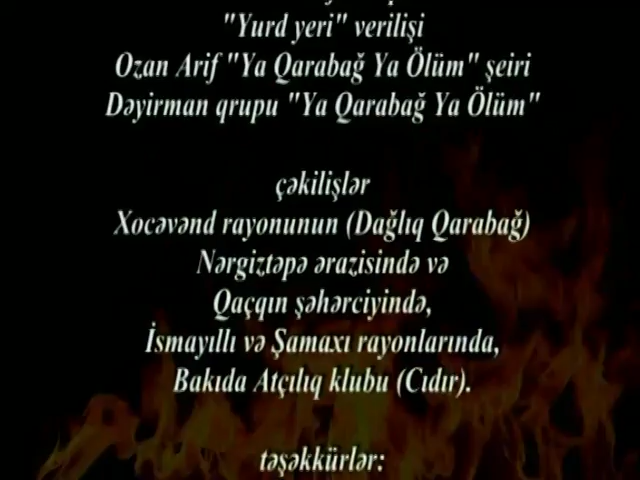 "Yurd yeri" verilişi
Ozan Arif "Ya Qarabağ Ya Ölüm" şeiri
Dəyirman qrupu "Ya Qarabağ Ya Ölüm"
çəkilişlər
Xocəvənd rayonunun (Dağlıq Qarabağ)
Nərgiztəpə ərazisində və
Qaçqın şəhərciyində,
İsmayıllı və Şamaxı rayonlarında,
Bakıda Atçılıq klubu (Cıdır).
təşəkkürlər: